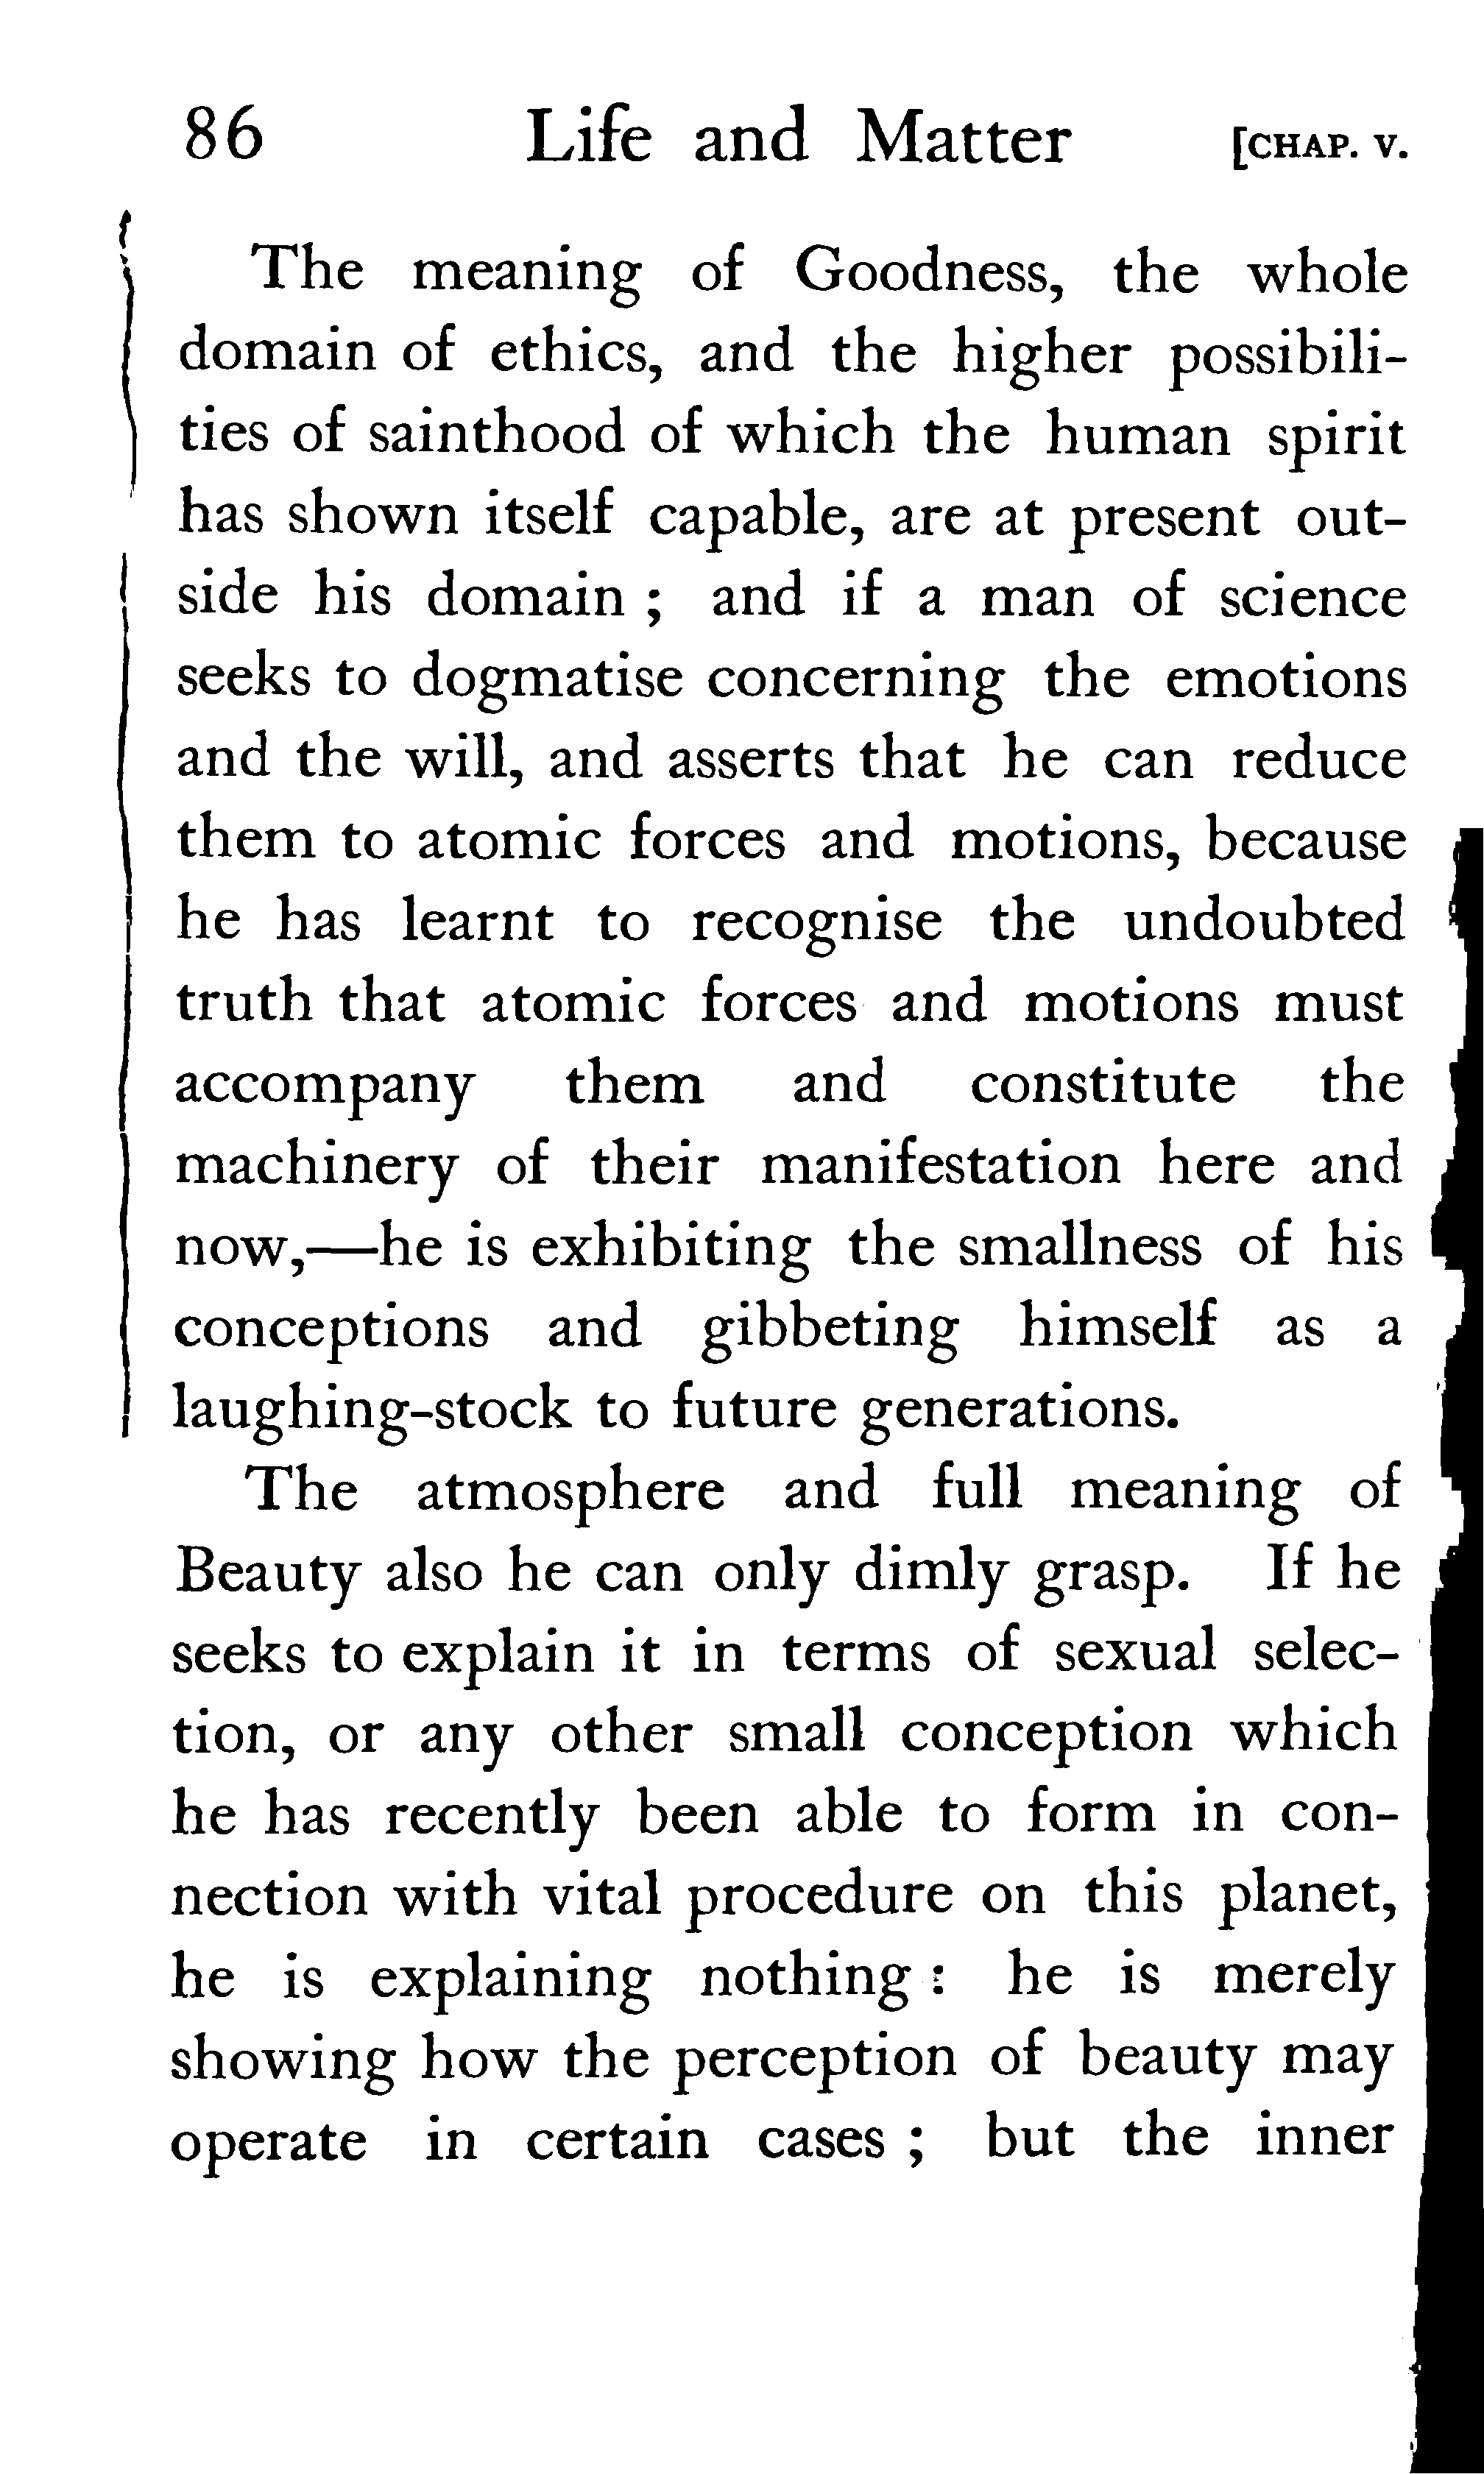 86 Life and Matter [CHAP. V.
The meaning of Goodness, the whole
domain of ethics, and the higher possibili-
ties of sainthood of which the human spirit
has shown itself capable, are at present out-
side his domain ; and if a man of science
seeks to dogmatise concerning the emotions
and the will, and asserts that he can reduce
them to atomic forces and motions, because
he has learnt to recognise the undoubted
truth that atomic forces and motions must
accompany them and constitute the
machinery of their manifestation here and
now,—he is exhibiting the smallness of his
conceptions and gibbeting himself as a
laughing-stock to future generations.
The atmosphere and full meaning of
Beauty also he can only dimly grasp. If he
seeks to explain it in terms of sexual selec-
tion, or any other small conception which
he has recently been able to form in con-
nection with vital procedure on this planet,
he is explaining nothing : he is merely
showing how the perception of beauty may
operate in certain cases ; but the inner